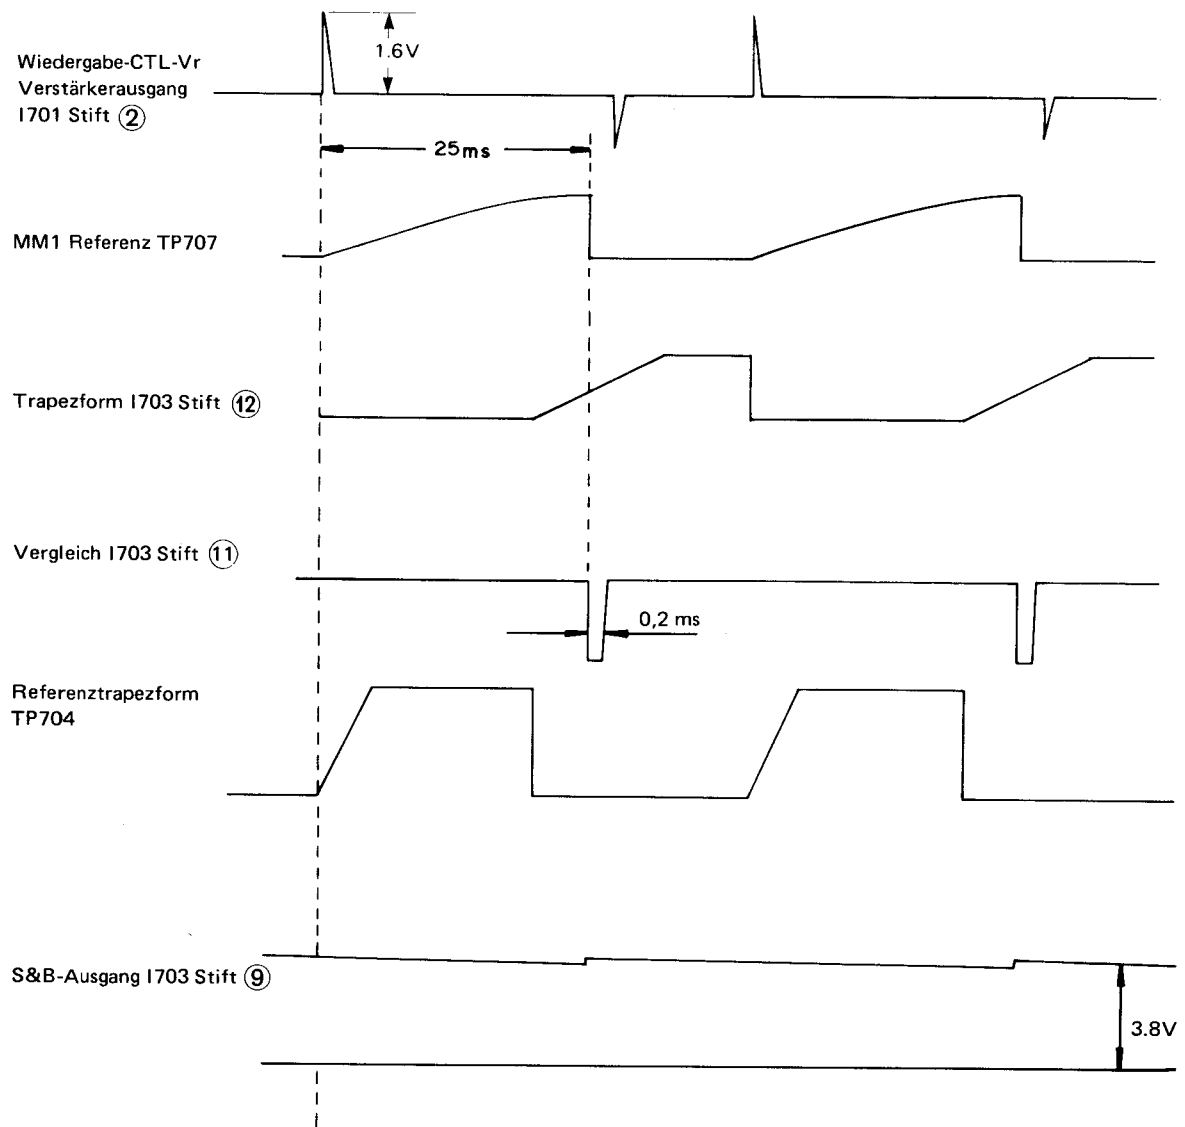 1.6V
Wiedergabe-CTL-Vr
Verstärkerausgang
I701 Stift ②
25ms
MM1 Referenz TP707
Trapezform I703 Stift ⑫
Vergleich I703 Stift ⑪
0,2 ms
Referenztrapezform
TP704
S&B-Ausgang I703 Stift ⑨
3.8V